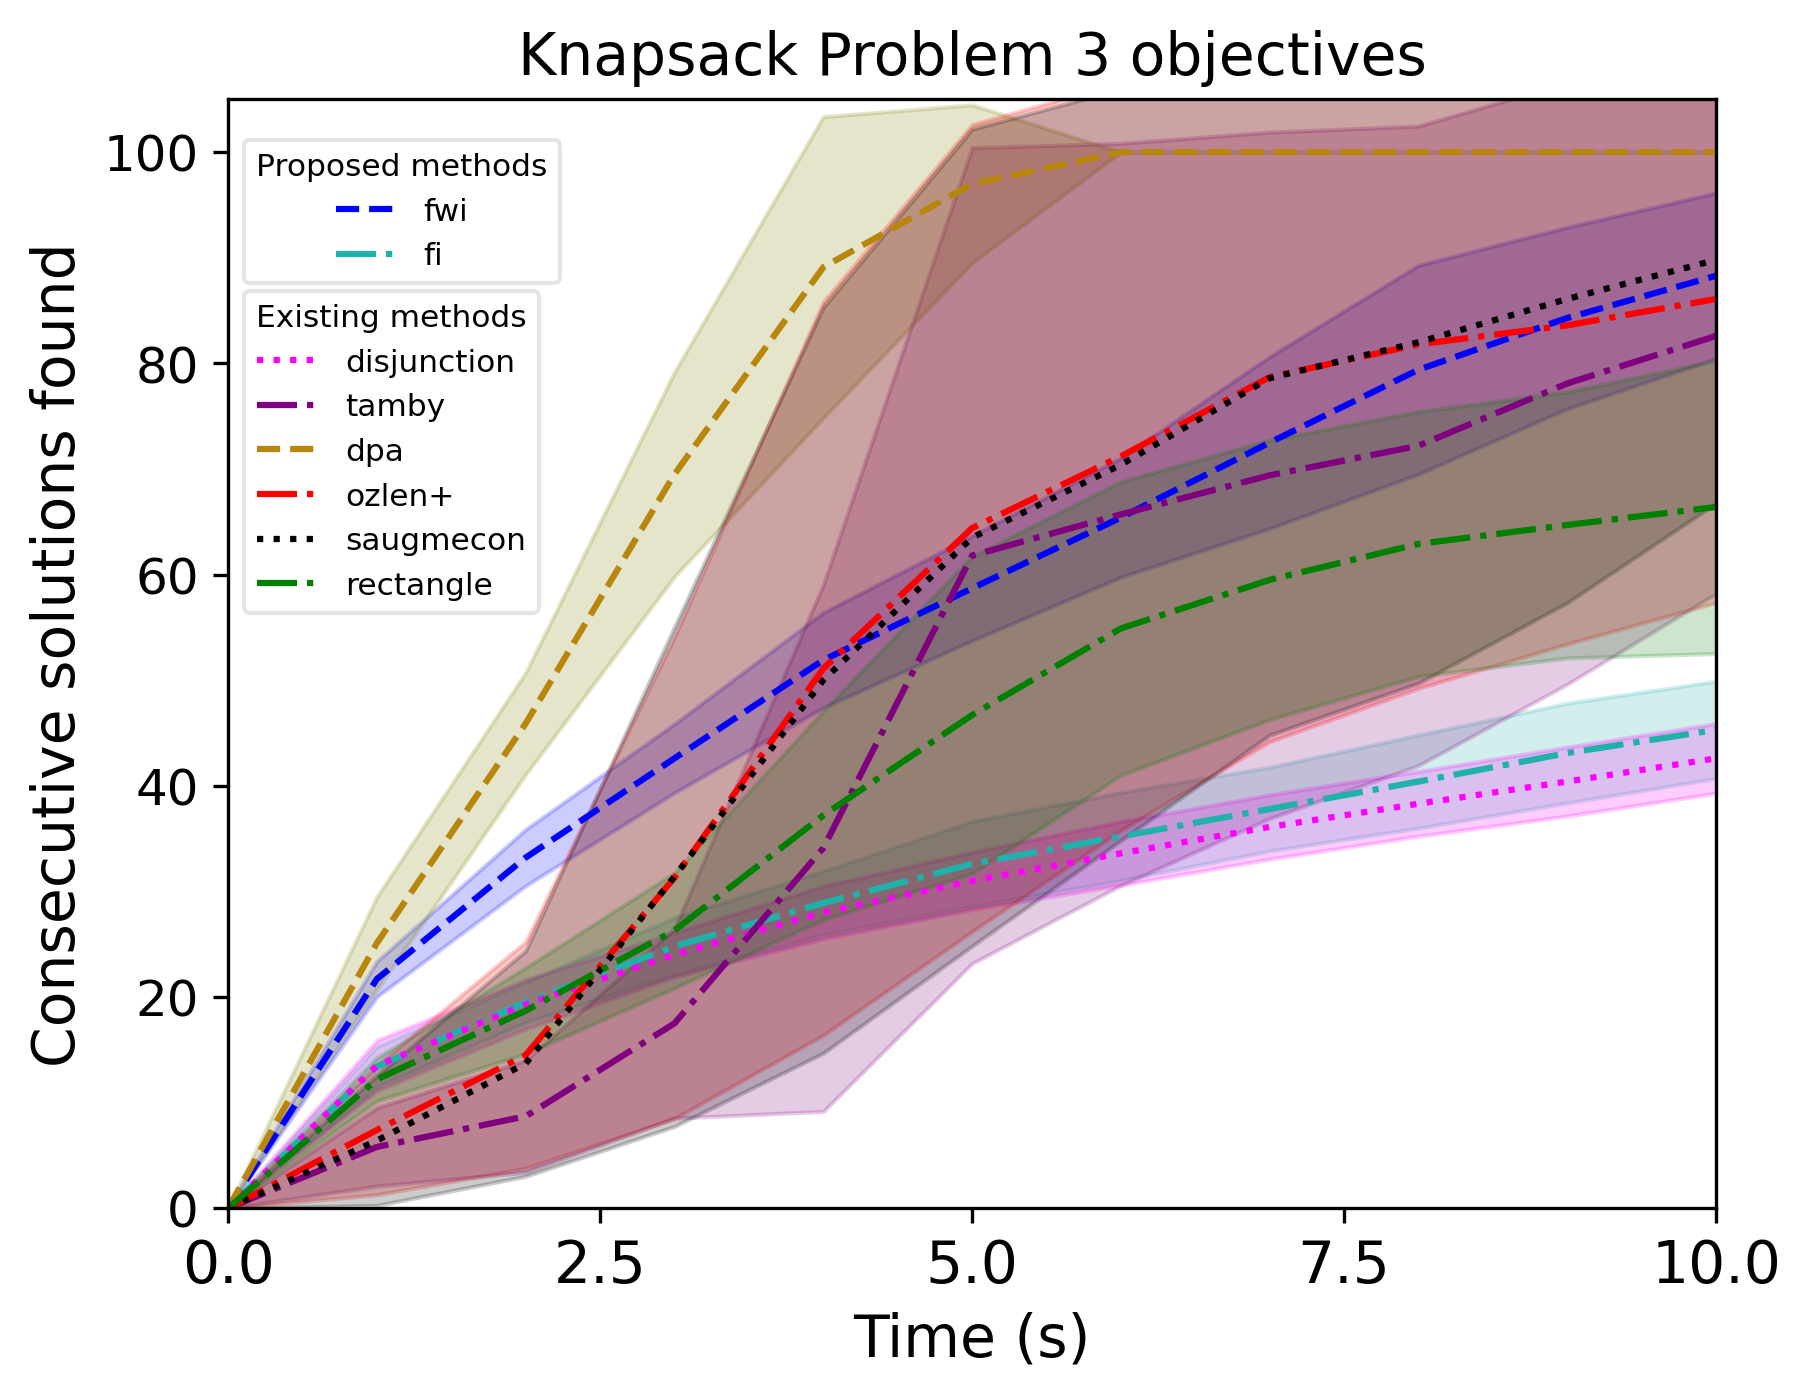 Knapsack Problem 3 objectives
Consecutive solutions found
100
80
60
40
20
0
Proposed methods
fwi
fi
Existing methods
disjunction
tamby
dpa
ozlen+
saugmecon
rectangle
0.0
2.5
5.0
7.5
10.0
Time (s)